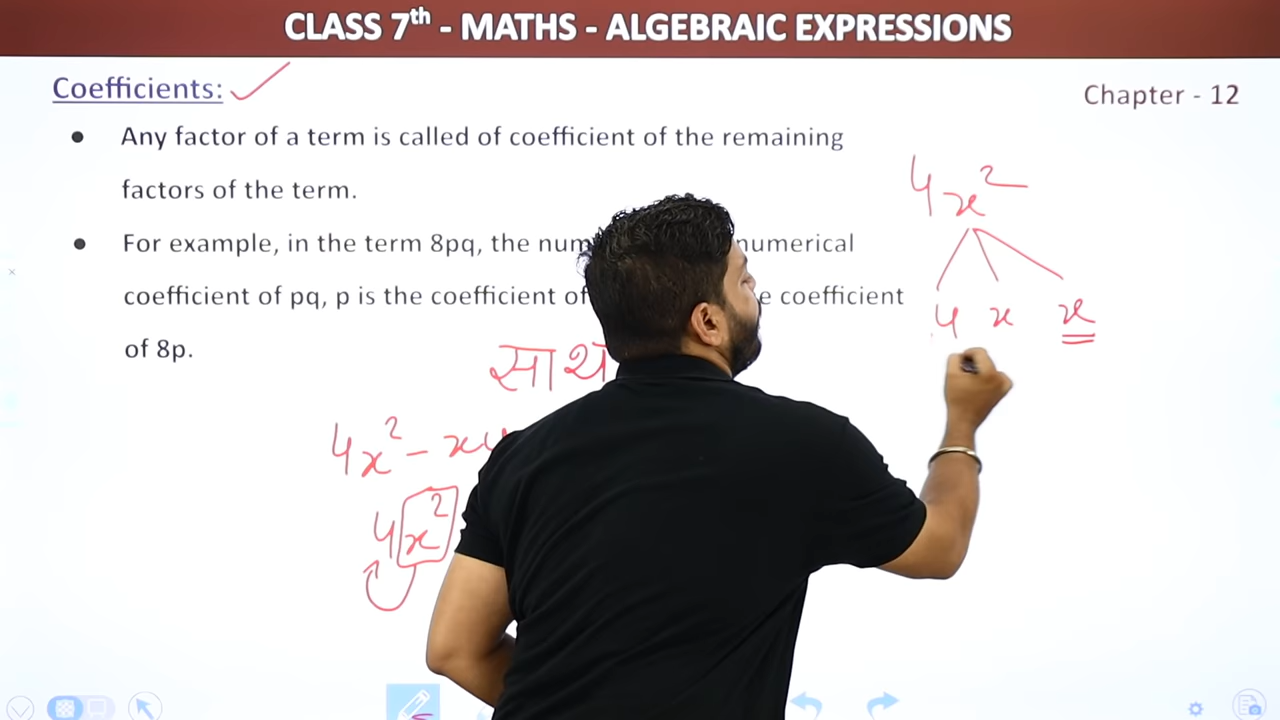 CLASS 7th - MATHS - ALGEBRAIC EXPRESSIONS
Coefficients:
Chapter - 12
● Any factor of a term is called of coefficient of the remaining
factors of the term.
● For example, in the term 8pq, the numerical
coefficient of pq, p is the coefficient of coefficient
of 8p.
4x²
4 x x
साथ
4x² - xy
4x²